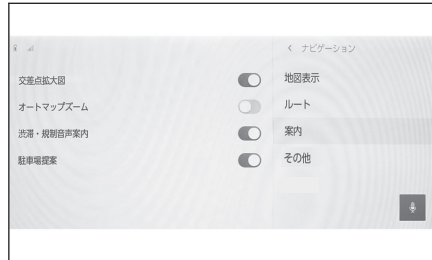 交差点拡大図
オートマップズーム
渋滞・規制音声案内
駐車場提案
ナビゲーション
地図表示
ルート
案内
その他